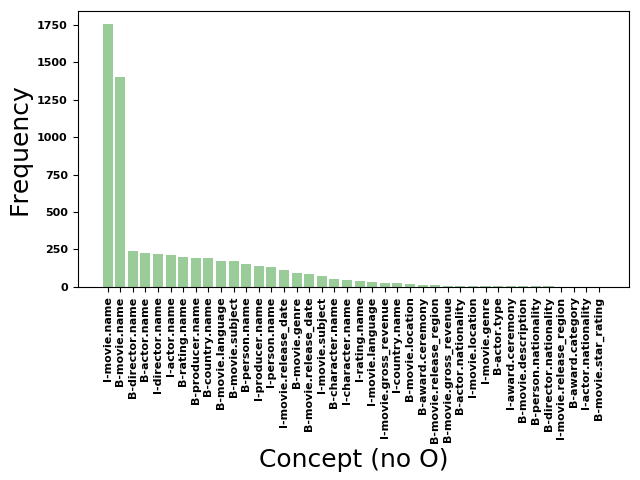 1750
1500
1250
1000
750
500
250
0
Frequency
I-movie.name
B-movie.name
B-director.name
B-actor.name
I-director.name
I-actor.name
B-rating.name
B-producer.name
B-country.name
B-movie.language
B-movie.subject
B-person.name
I-producer.name
I-person.name
I-movie.release_date
B-movie.genre
B-movie.release_date
I-movie.subject
B-character.name
I-character.name
I-rating.name
I-movie.language
I-movie.gross_revenue
I-country.name
B-movie.location
B-award.ceremony
B-movie.release_region
B-movie.gross_revenue
B-actor.nationality
I-movie.location
I-movie.genre
B-actor.type
I-award.ceremony
B-movie.description
B-person.nationality
B-director.nationality
I-movie.release_region
B-award.category
I-actor.nationality
B-movie.star_rating
Concept (no O)